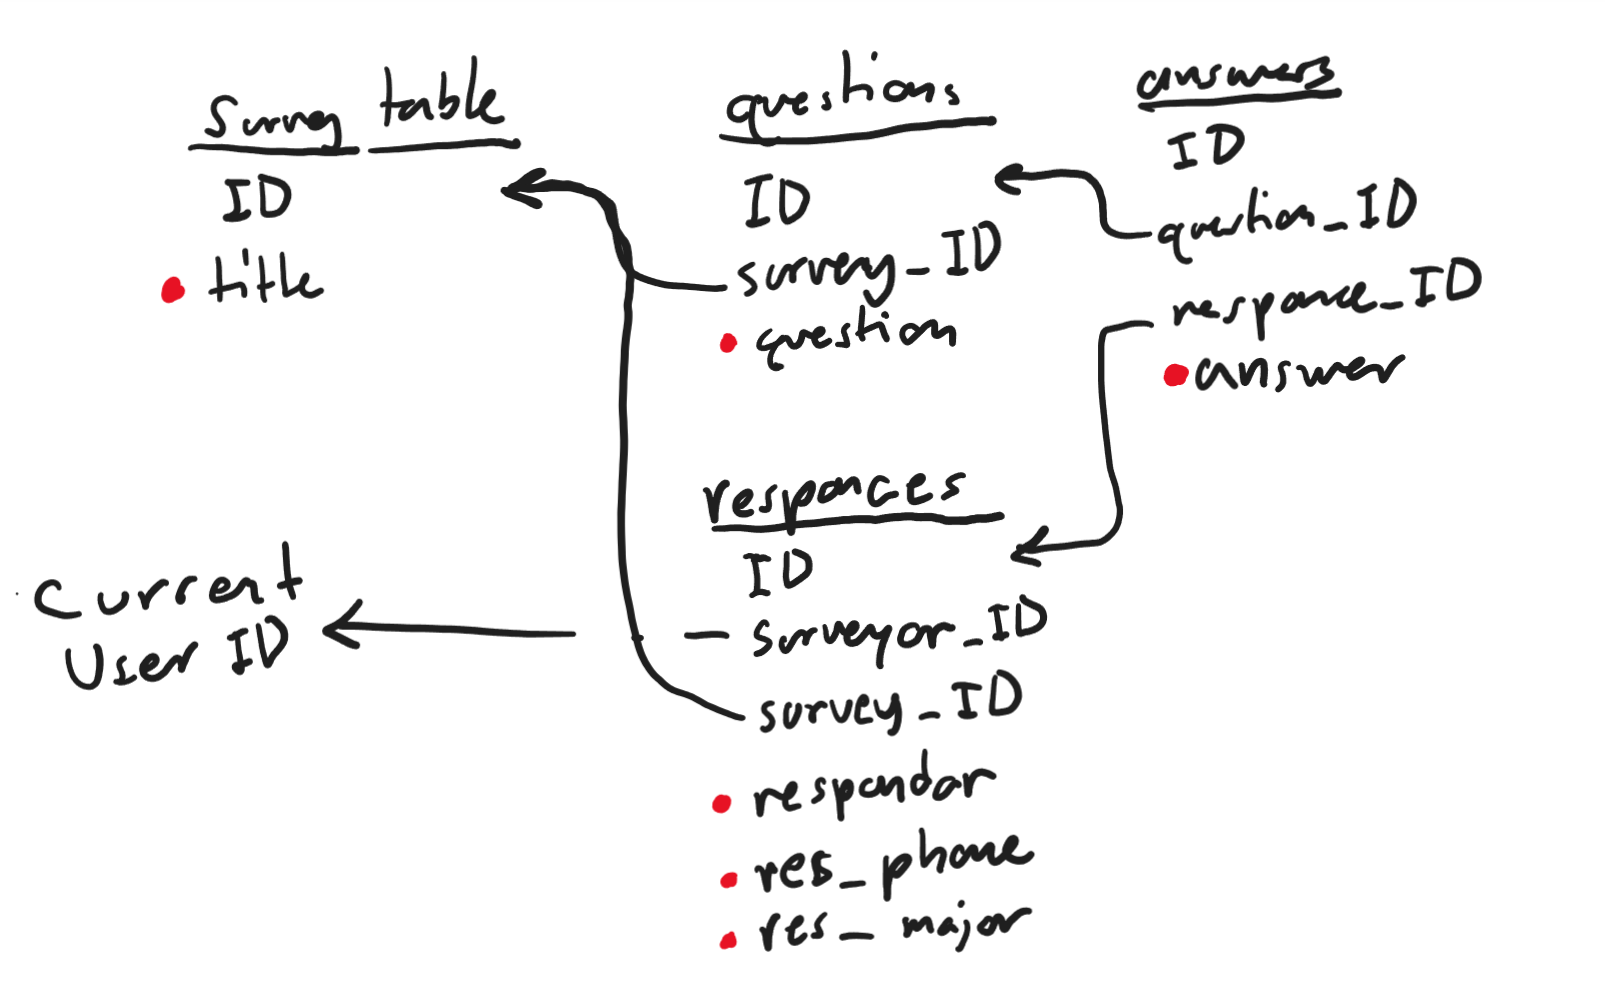 survey table
ID
title
questions
ID
survey_ID
question
answers
ID
question_ID
responce_ID
answer
responces
ID
surveyor_ID
survey_ID
respondor
res_phone
res_major
Current
User ID